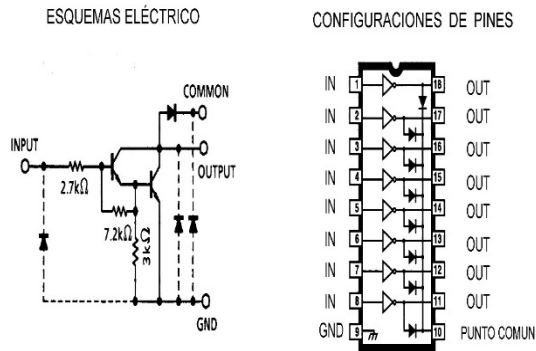 ESQUEMAS ELÉCTRICO
COMMON
INPUT
OUTPUT
2.7kΩ
7.2kΩ
3kΩ
GND
CONFIGURACIONES DE PINES
IN 1 18 OUT
IN 2 17 OUT
IN 3 16 OUT
IN 4 15 OUT
IN 5 14 OUT
IN 6 13 OUT
IN 7 12 OUT
IN 8 11 OUT
GND 9 10 PUNTO COMUN